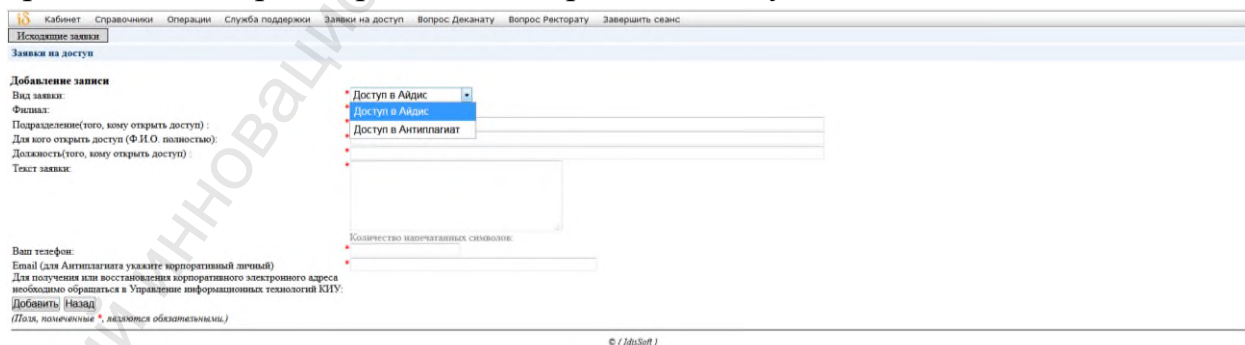 iS Кабинет Справочники Операции Служба поддержки Заявки на доступ Вопрос Деканату Вопрос Ректорату Завершить сеанс
Исходящие заявки
Заявки на доступ
Добавление записи
Вид заявки: * Доступ в Айдис
Филиал: * Доступ в Айдис
Подразделение(того, кому открыть доступ) : * Доступ в Антиплагиат
Для кого открыть доступ (Ф.И.О. полностью): *
Должность(того, кому открыть доступ) : *
Текст заявки: *
Количество напечатанных символов:
Ваш телефон: *
Email (для Антиплагиата укажите корпоративный личный) *
Для получения или восстановления корпоративного электронного адреса
необходимо обращаться в Управление информационных технологий КИУ:
Добавить Назад
(Поля, помеченные *, являются обязательными.)
© { IdisSoft }
й инноваци